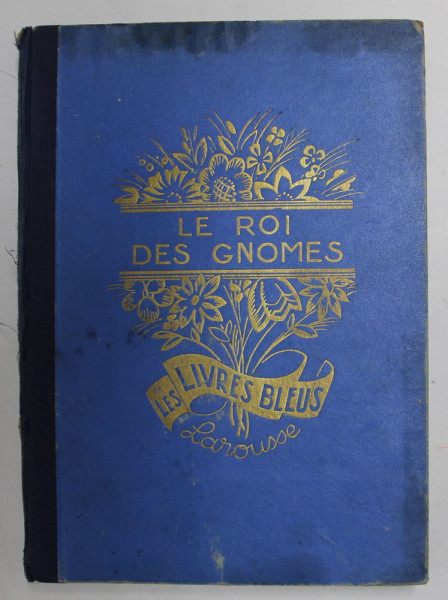 LE ROI
DES GNOMES
LES LIVRES BLEUS
Larousse